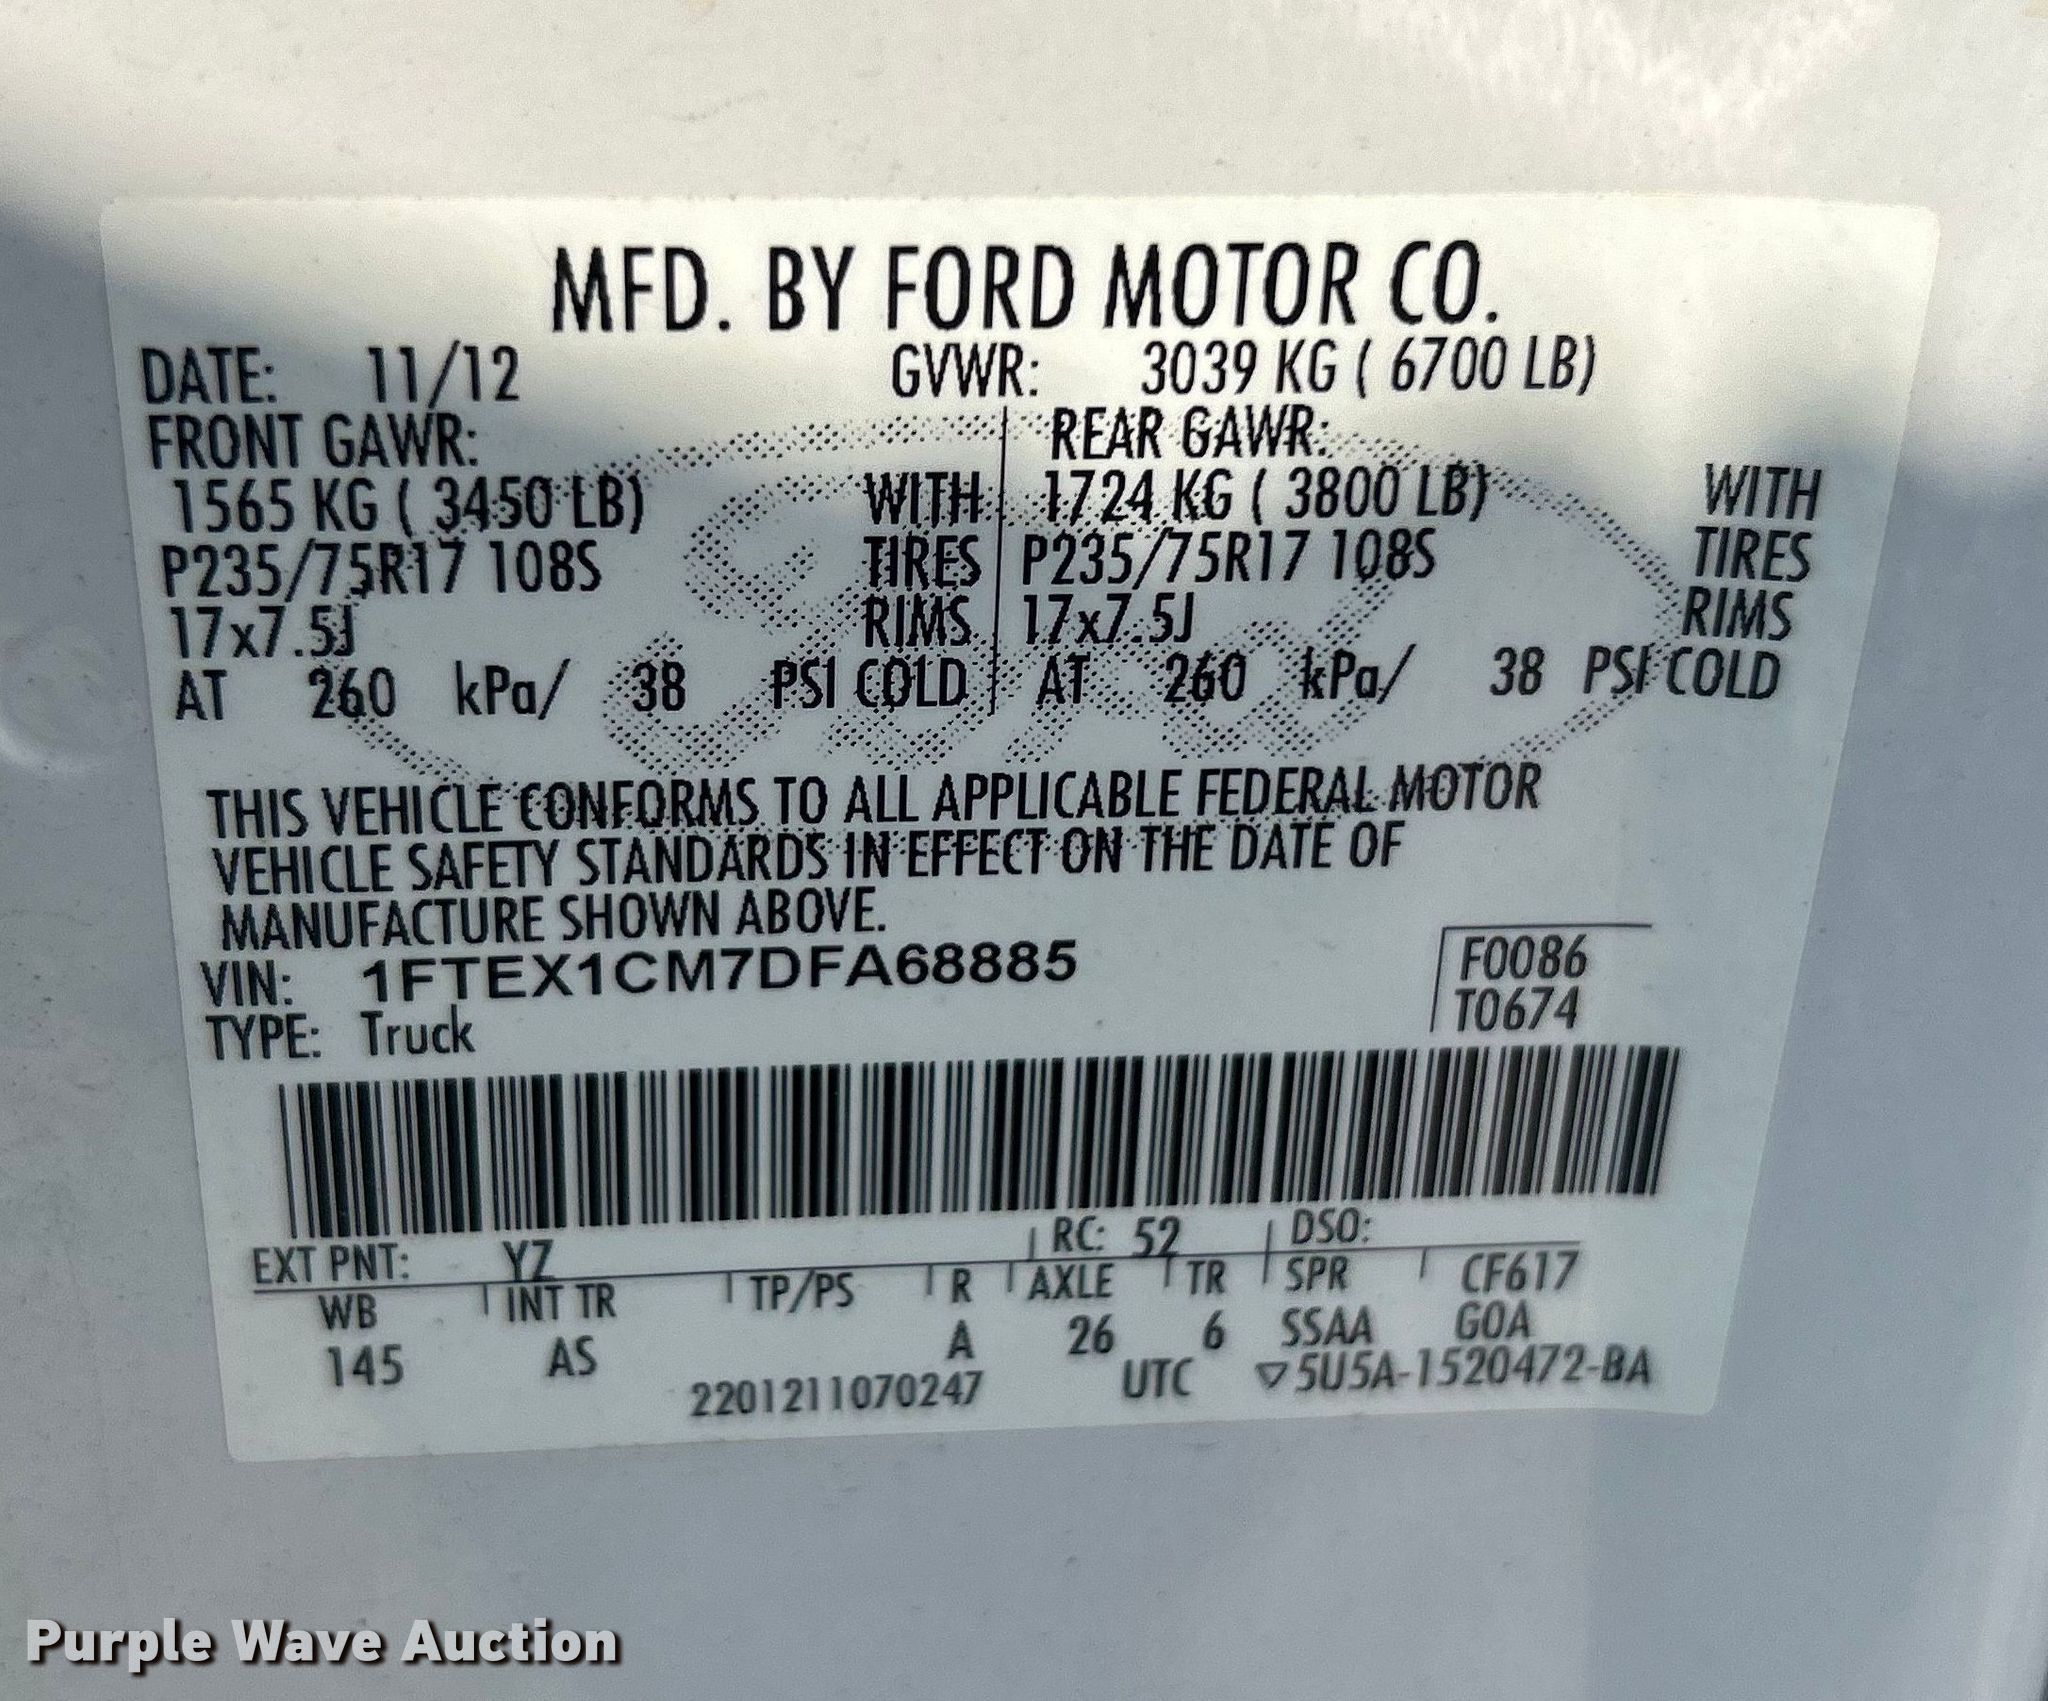 MFD. BY FORD MOTOR CO.
DATE: 11/12 GVWR: 3039 KG ( 6700 LB)
FRONT GAWR: REAR GAWR:
1565 KG ( 3450 LB) WITH 1724 KG ( 3800 LB) WITH
P235/75R17 108S TIRES P235/75R17 108S TIRES
17x7.5J RIMS 17x7.5J RIMS
AT 260 kPa/ 38 PSI COLD AT 260 kPa/ 38 PSI COLD
THIS VEHICLE CONFORMS TO ALL APPLICABLE FEDERAL MOTOR
VEHICLE SAFETY STANDARDS IN EFFECT ON THE DATE OF
MANUFACTURE SHOWN ABOVE.
VIN: 1FTEX1CM7DFA68885 F0086
TYPE: Truck T0674
EXT PNT: YZ RC: 52 DSO:
WB INT TR TP/PS R AXLE TR SPR CF617
145 AS A 26 6 SSAA GOA
2201211070247 UTC ▽5U5A-1520472-BA
Purple Wave Auction